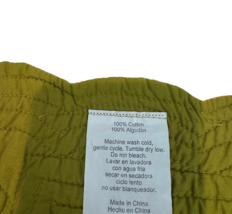 100% Cotton
100% Algodon
Machine wash cold,
gentle cycle. Tumble dry low.
Do not bleach.
Lavar en lavadora
con agua fria
secar en secadora
ciclo lento
no usar blanqueador.
Made in China
Hecho en China